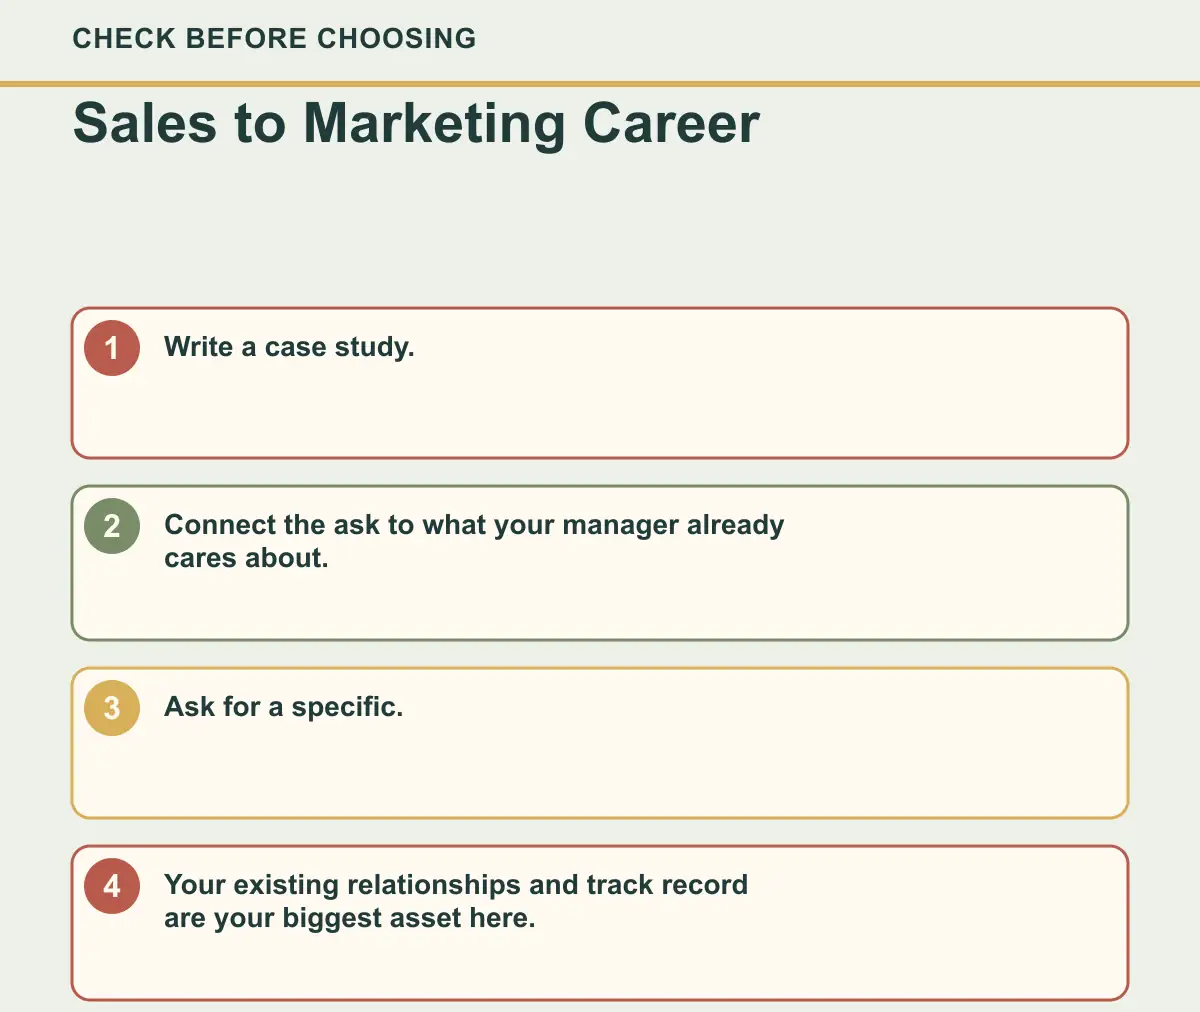 CHECK BEFORE CHOOSING
Sales to Marketing Career
1
Write a case study.
2
Connect the ask to what your manager already
cares about.
3
Ask for a specific.
4
Your existing relationships and track record
are your biggest asset here.